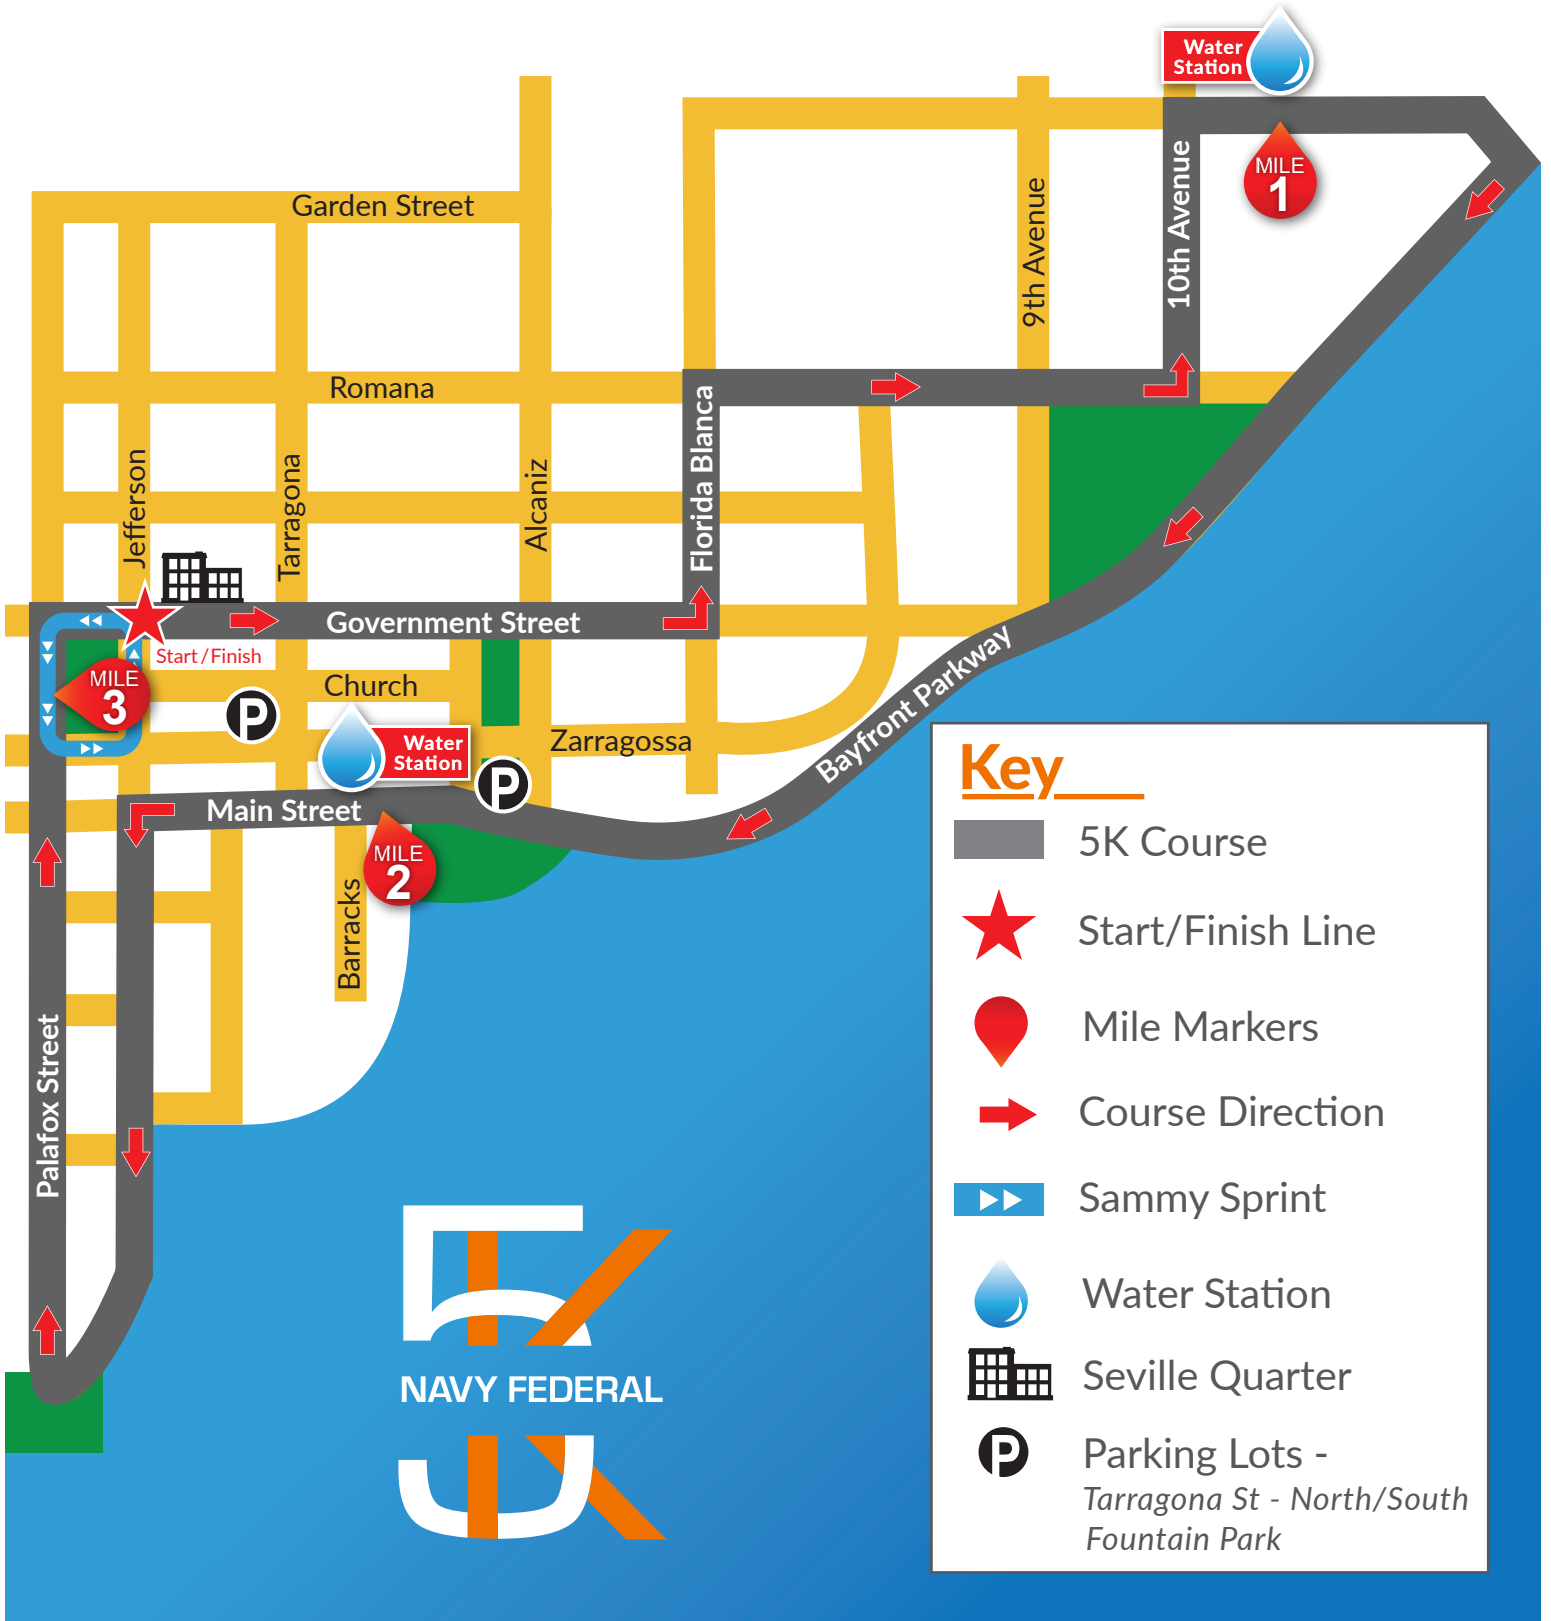 Water
Station
MILE
1
Garden Street
9th Avenue
10th Avenue
Romana
Florida Blanca
Jefferson
Tarragona
Alcaniz
Government Street
Start/Finish
MILE
3
Church
P
Water
Station
Zarragossa
P
Bayfront Parkway
Main Street
MILE
2
Barracks
Palafox Street
5K
NAVY FEDERAL
Key
5K Course
Start/Finish Line
Mile Markers
Course Direction
Sammy Sprint
Water Station
Seville Quarter
P
Parking Lots -
Tarragona St - North/South
Fountain Park